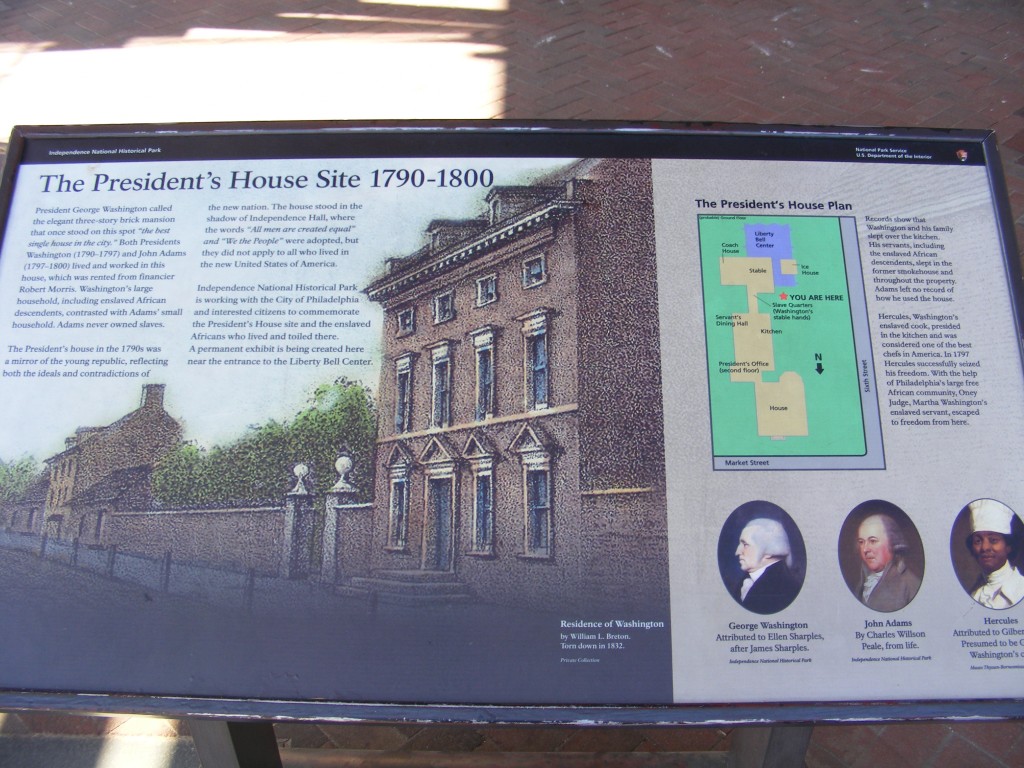 Independence National Historical Park
National Park Service
U.S. Department of the Interior
The President's House Site 1790-1800
President George Washington called
the elegant three-story brick mansion
that once stood on this spot "the best
single house in the city." Both Presidents
Washington (1790–1797) and John Adams
(1797–1800) lived and worked in this
house, which was rented from financier
Robert Morris. Washington's large
household, including enslaved African
descendents, contrasted with Adams' small
household. Adams never owned slaves.
The President's house in the 1790s was
a mirror of the young republic, reflecting
both the ideals and contradictions of
the new nation. The house stood in the
shadow of Independence Hall, where
the words "All men are created equal"
and "We the People" were adopted, but
they did not apply to all who lived in
the new United States of America.
Independence National Historical Park
is working with the City of Philadelphia
and interested citizens to commemorate
the President's House site and the enslaved
Africans who lived and toiled there.
A permanent exhibit is being created here
near the entrance to the Liberty Bell Center.
Residence of Washington
by William L. Breton.
Torn down in 1832.
Private Collection
The President's House Plan
Liberty
Bell
Center
Coach
House
Stable
Ice
House
YOU ARE HERE
Slave Quarters
(Washington's
stable hands)
Servant's
Dining Hall
Kitchen
President's Office
(second floor)
N
House
Sixth Street
Market Street
Records show that
Washington and his family
slept over the kitchen.
His servants, including
the enslaved African
descendents, slept in the
former smokehouse and
throughout the property.
Adams left no record of
how he used the house.
Hercules, Washington's
enslaved cook, presided
in the kitchen and was
considered one of the best
chefs in America. In 1797
Hercules successfully seized
his freedom. With the help
of Philadelphia's large free
African community, Oney
Judge, Martha Washington's
enslaved servant, escaped
to freedom from here.
George Washington
Attributed to Ellen Sharples,
after James Sharples.
Independence National Historical Park
John Adams
By Charles Willson
Peale, from life.
Independence National Historical Park
Hercules
Attributed to
Presumed to be
Washington's